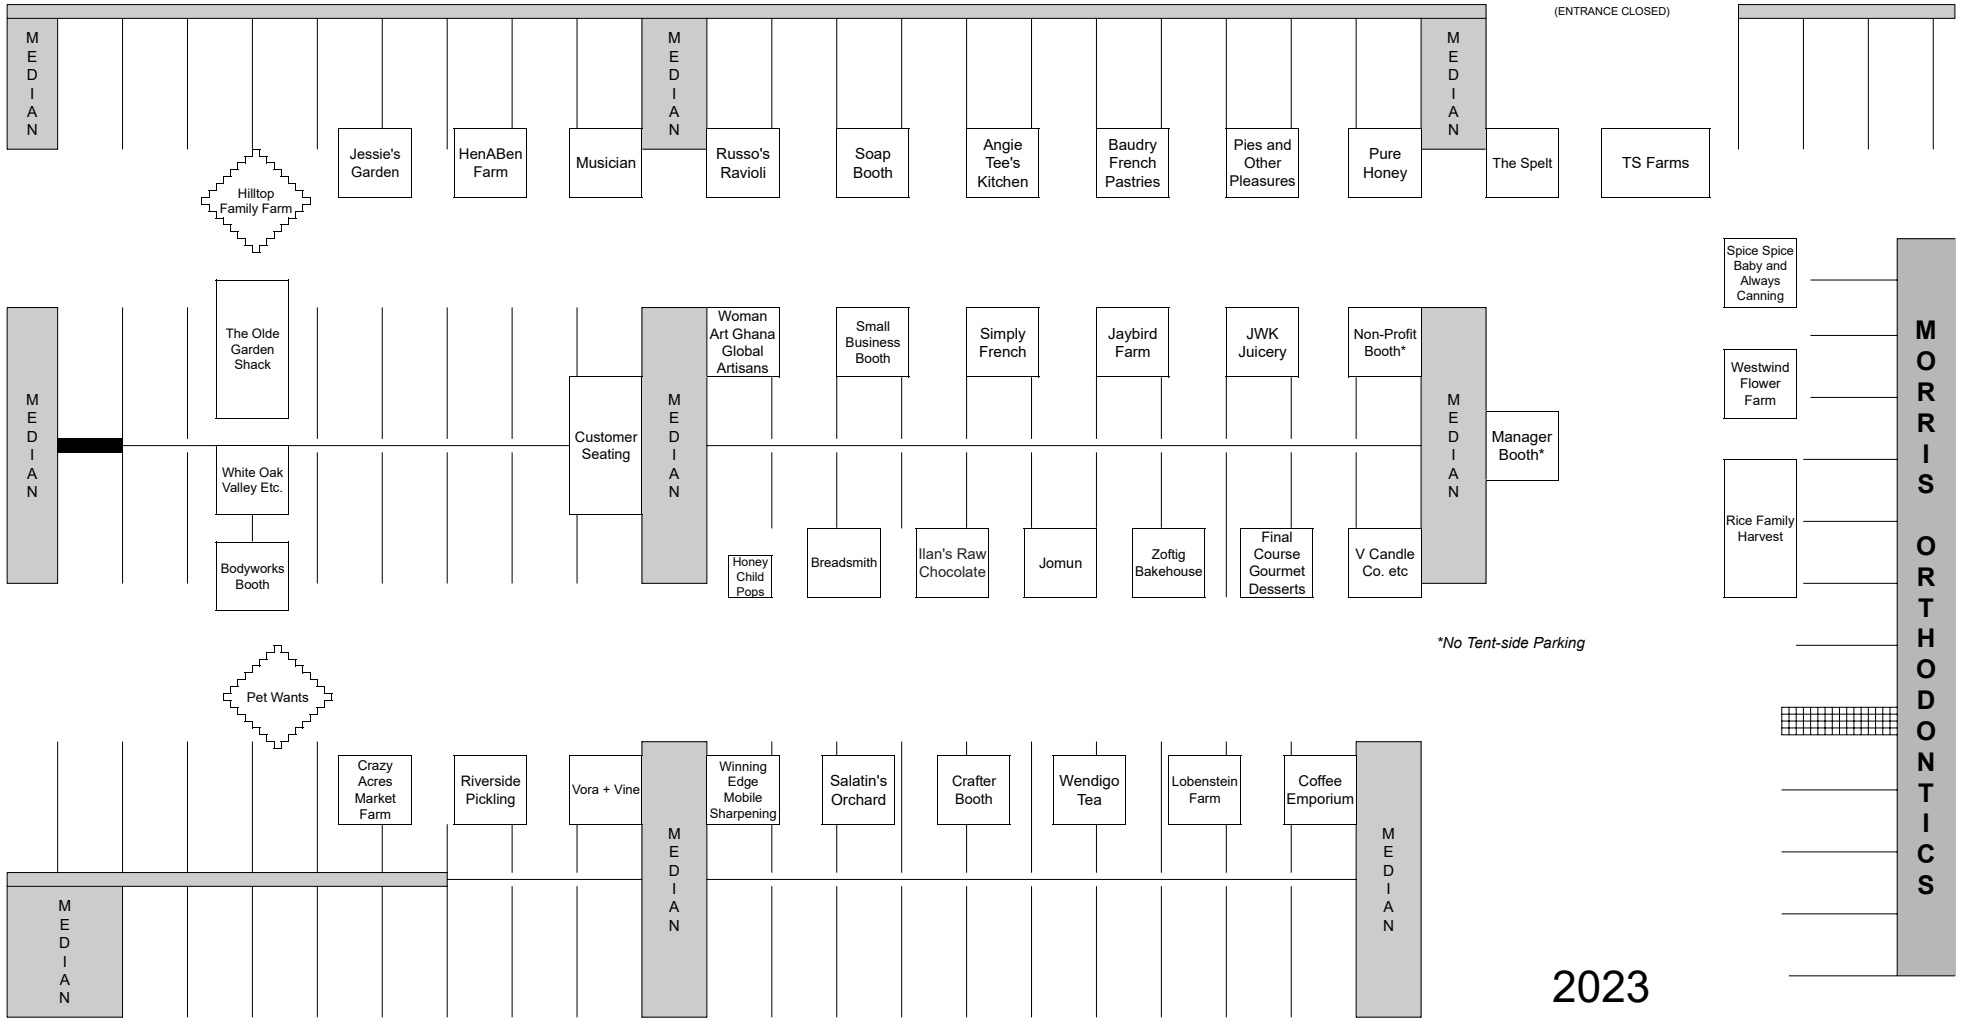 (ENTRANCE CLOSED)
MEDIAN
MEDIAN
MEDIAN
Jessie's
Garden
HenABen
Farm
Musician
Russo's
Ravioli
Soap
Booth
Angie
Tee's
Kitchen
Baudry
French
Pastries
Pies and
Other
Pleasures
Pure
Honey
The Spelt
TS Farms
Hilltop
Family Farm
Spice Spice
Baby and
Always
Canning
The Olde
Garden
Shack
Woman
Art Ghana
Global
Artisans
Small
Business
Booth
Simply
French
Jaybird
Farm
JWK
Juicery
Non-Profit
Booth*
Westwind
Flower
Farm
MEDIAN
Customer
Seating
MEDIAN
MEDIAN
Manager
Booth*
White Oak
Valley Etc.
Bodyworks
Booth
Honey
Child
Pops
Breadsmith
Ilan's Raw
Chocolate
Jomun
Zoftig
Bakehouse
Final
Course
Gourmet
Desserts
V Candle
Co. etc
Rice Family
Harvest
MORRIS ORTHODONTICS
*No Tent-side Parking
Pet Wants
Crazy
Acres
Market
Farm
Riverside
Pickling
Vora + Vine
Winning
Edge
Mobile
Sharpening
Salatin's
Orchard
Crafter
Booth
Wendigo
Tea
Lobenstein
Farm
Coffee
Emporium
MEDIAN
MEDIAN
MEDIAN
2023